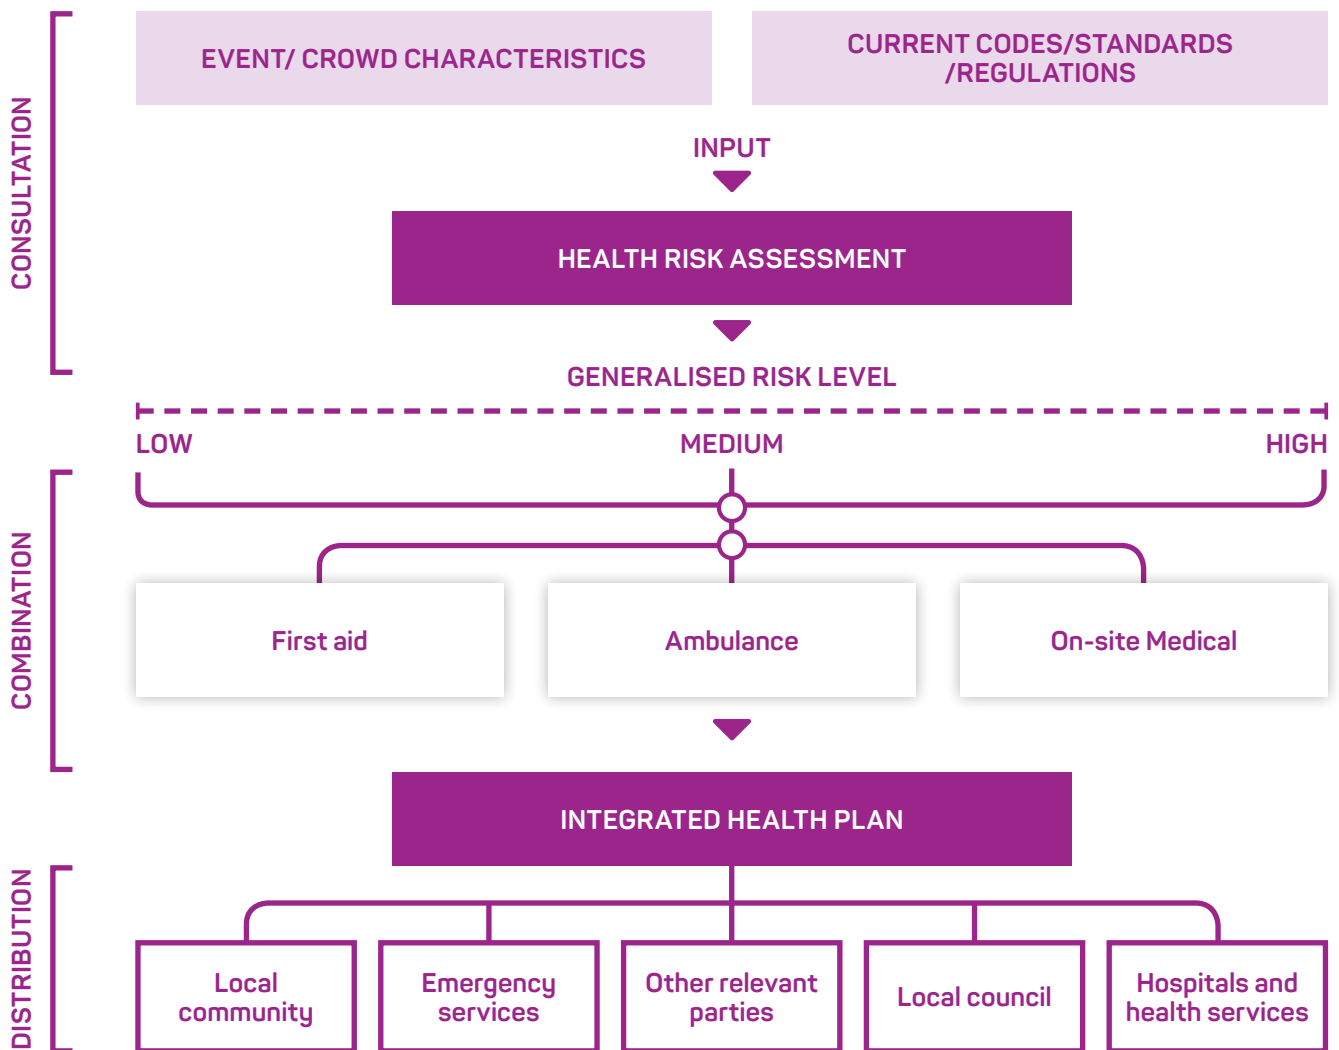 CONSULTATION
EVENT/ CROWD CHARACTERISTICS
CURRENT CODES/STANDARDS
/REGULATIONS
INPUT
HEALTH RISK ASSESSMENT
GENERALISED RISK LEVEL
LOW
MEDIUM
HIGH
COMBINATION
First aid
Ambulance
On-site Medical
INTEGRATED HEALTH PLAN
DISTRIBUTION
Local
community
Emergency
services
Other relevant
parties
Local council
Hospitals and
health services